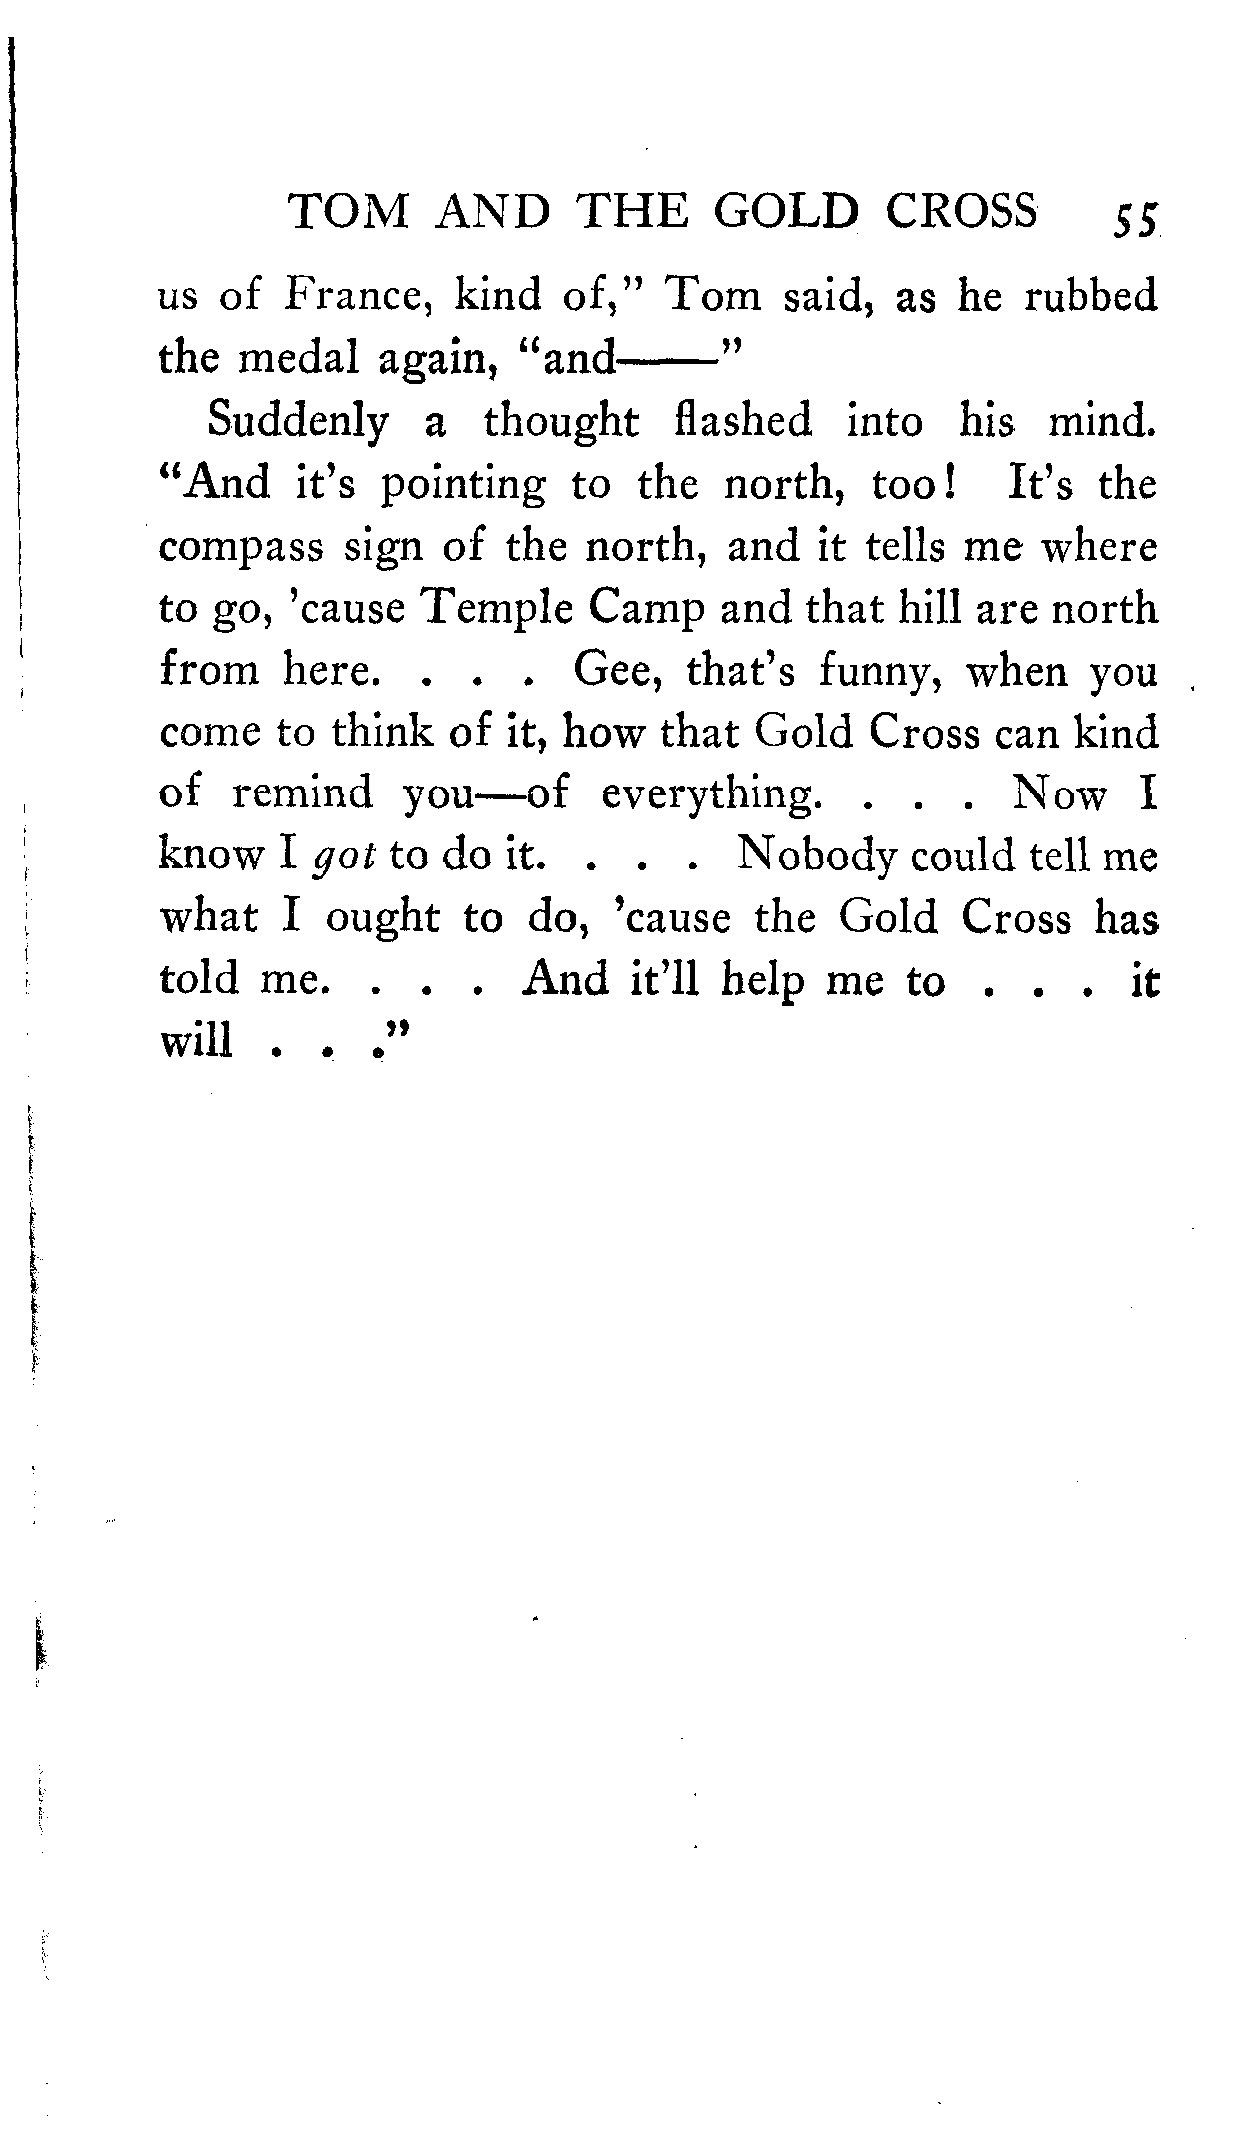 TOM AND THE GOLD CROSS 55
us of France, kind of,” Tom said, as he rubbed
the medal again, “and——”
Suddenly a thought flashed into his mind.
“And it’s pointing to the north, too! It’s the
compass sign of the north, and it tells me where
to go, ’cause Temple Camp and that hill are north
from here. . . . Gee, that’s funny, when you
come to think of it, how that Gold Cross can kind
of remind you—of everything. . . . Now I
know I got to do it. . . . Nobody could tell me
what I ought to do, ’cause the Gold Cross has
told me. . . . And it’ll help me to . . . it
will . . .”